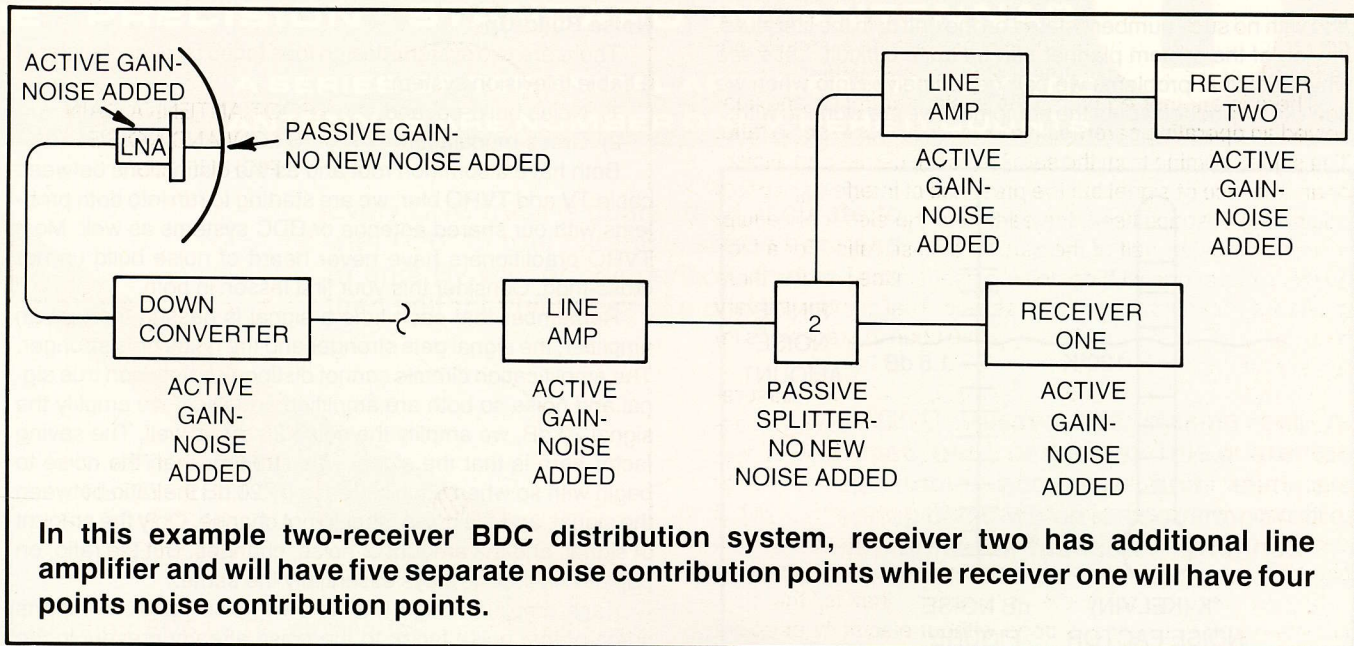 ACTIVE GAIN-
NOISE ADDED
LNA
PASSIVE GAIN-
NO NEW NOISE ADDED
DOWN
CONVERTER
ACTIVE
GAIN-
NOISE
ADDED
LINE
AMP
ACTIVE
GAIN-
NOISE
ADDED
2
PASSIVE
SPLITTER-
NO NEW
NOISE ADDED
LINE
AMP
ACTIVE
GAIN-
NOISE
ADDED
RECEIVER
TWO
ACTIVE
GAIN-
NOISE
ADDED
RECEIVER
ONE
ACTIVE
GAIN-
NOISE
ADDED
In this example two-receiver BDC distribution system, receiver two has additional line
amplifier and will have five separate noise contribution points while receiver one will have four
points noise contribution points.